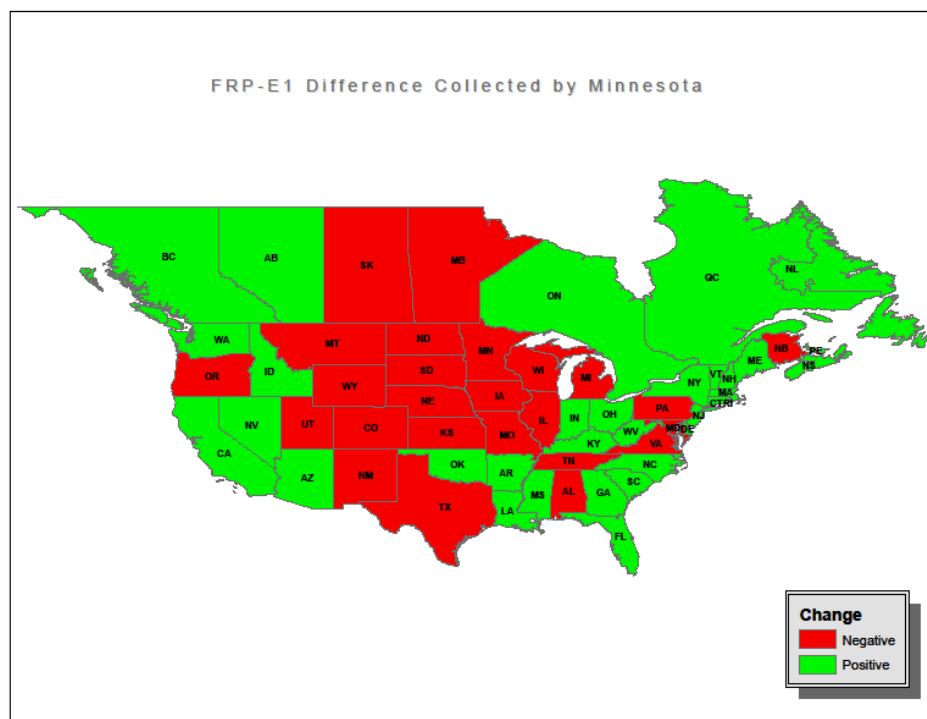 FRP-E1 Difference Collected by Minnesota
BC
AB
SK
MB
ON
QC
NL
WA
MT
ND
MN
OR
ID
WY
SD
WI
MI
NY
VT
NH
ME
NB
PE
NS
MA
CT
RI
NV
UT
CO
NE
IA
IL
IN
OH
PA
NJ
MD
DE
CA
KS
MO
KY
WV
VA
AZ
NM
OK
AR
TN
NC
TX
LA
MS
AL
GA
SC
FL
Change
Negative
Positive